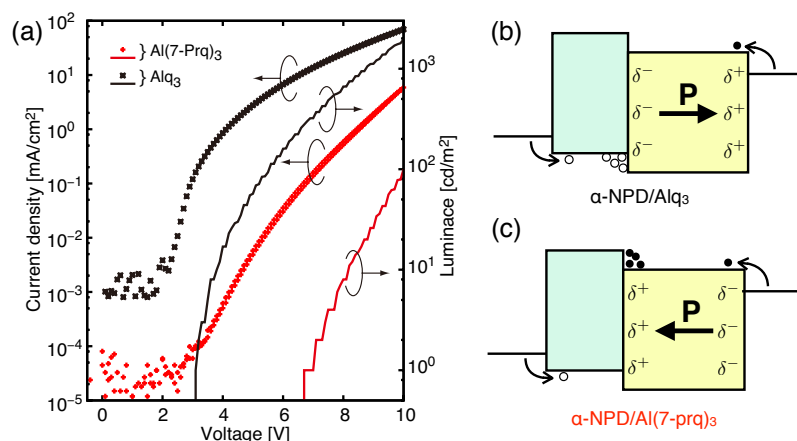 (a)
Current density [mA/cm²]
10²
10¹
10⁰
10⁻¹
10⁻²
10⁻³
10⁻⁴
10⁻⁵
} Al(7-Prq)₃
} Alq₃
0 2 4 6 8 10
Voltage [V]
10³
10²
10¹
10⁰
Luminace [cd/m²]
(b)
δ⁻ δ⁺
δ⁻ P δ⁺
δ⁻ δ⁺
α-NPD/Alq₃
(c)
δ⁺ P δ⁻
δ⁺ δ⁻
δ⁺ δ⁻
α-NPD/Al(7-prq)₃